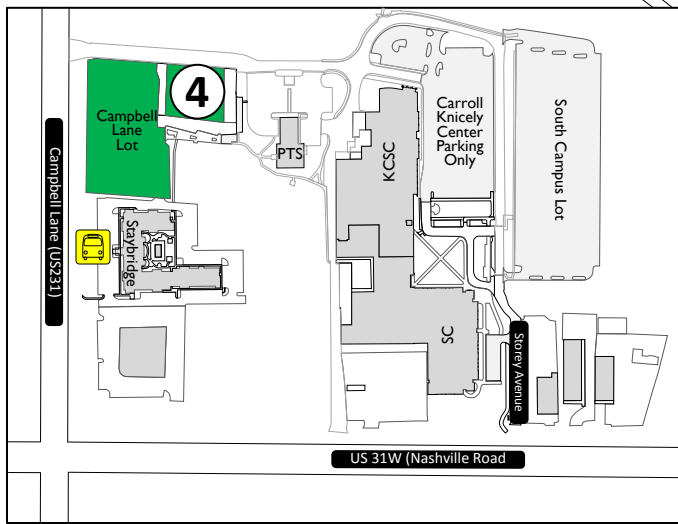 4
Campbell
Lane
Lot
PTS
KCSC
Carroll
Knicely
Center
Parking
Only
South Campus Lot
Campbell Lane (US231)
Staybridge
SC
Storey Avenue
US 31W (Nashville Road